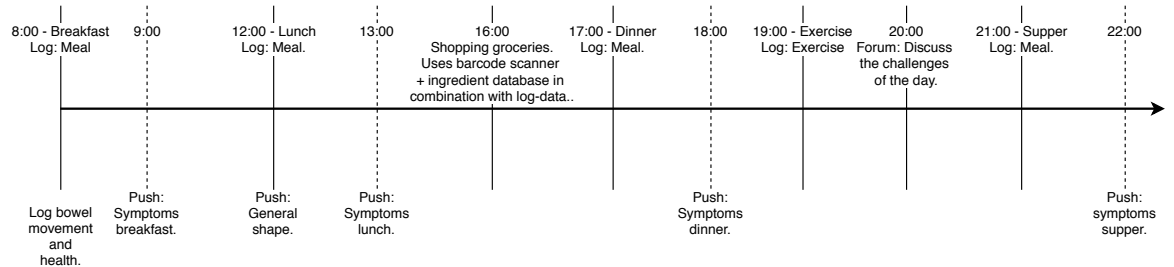 8:00 - Breakfast
Log: Meal
9:00
12:00 - Lunch
Log: Meal.
13:00
16:00
Shopping groceries.
Uses barcode scanner
+ ingredient database in
combination with log-data..
17:00 - Dinner
Log: Meal.
18:00
19:00 - Exercise
Log: Exercise
20:00
Forum: Discuss
the challenges
of the day.
21:00 - Supper
Log: Meal.
22:00
Log bowel
movement
and
health.
Push:
Symptoms
breakfast.
Push:
General
shape.
Push:
Symptoms
lunch.
Push:
Symptoms
dinner.
Push:
symptoms
supper.